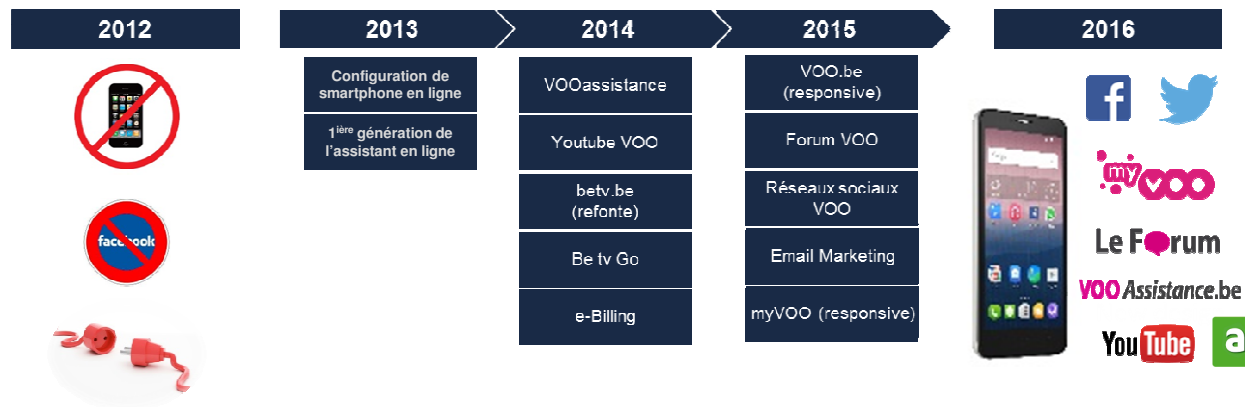 2012
facebook
2013
Configuration de
smartphone en ligne
1ière génération de
l'assistant en ligne
2014
VOOassistance
Youtube VOO
betv.be
(refonte)
Be tv Go
e-Billing
2015
VOO.be
(responsive)
Forum VOO
Réseaux sociaux
VOO
Email Marketing
myVOO (responsive)
2016
f
my VOO
Le Forum
VOO Assistance.be
YouTube
a